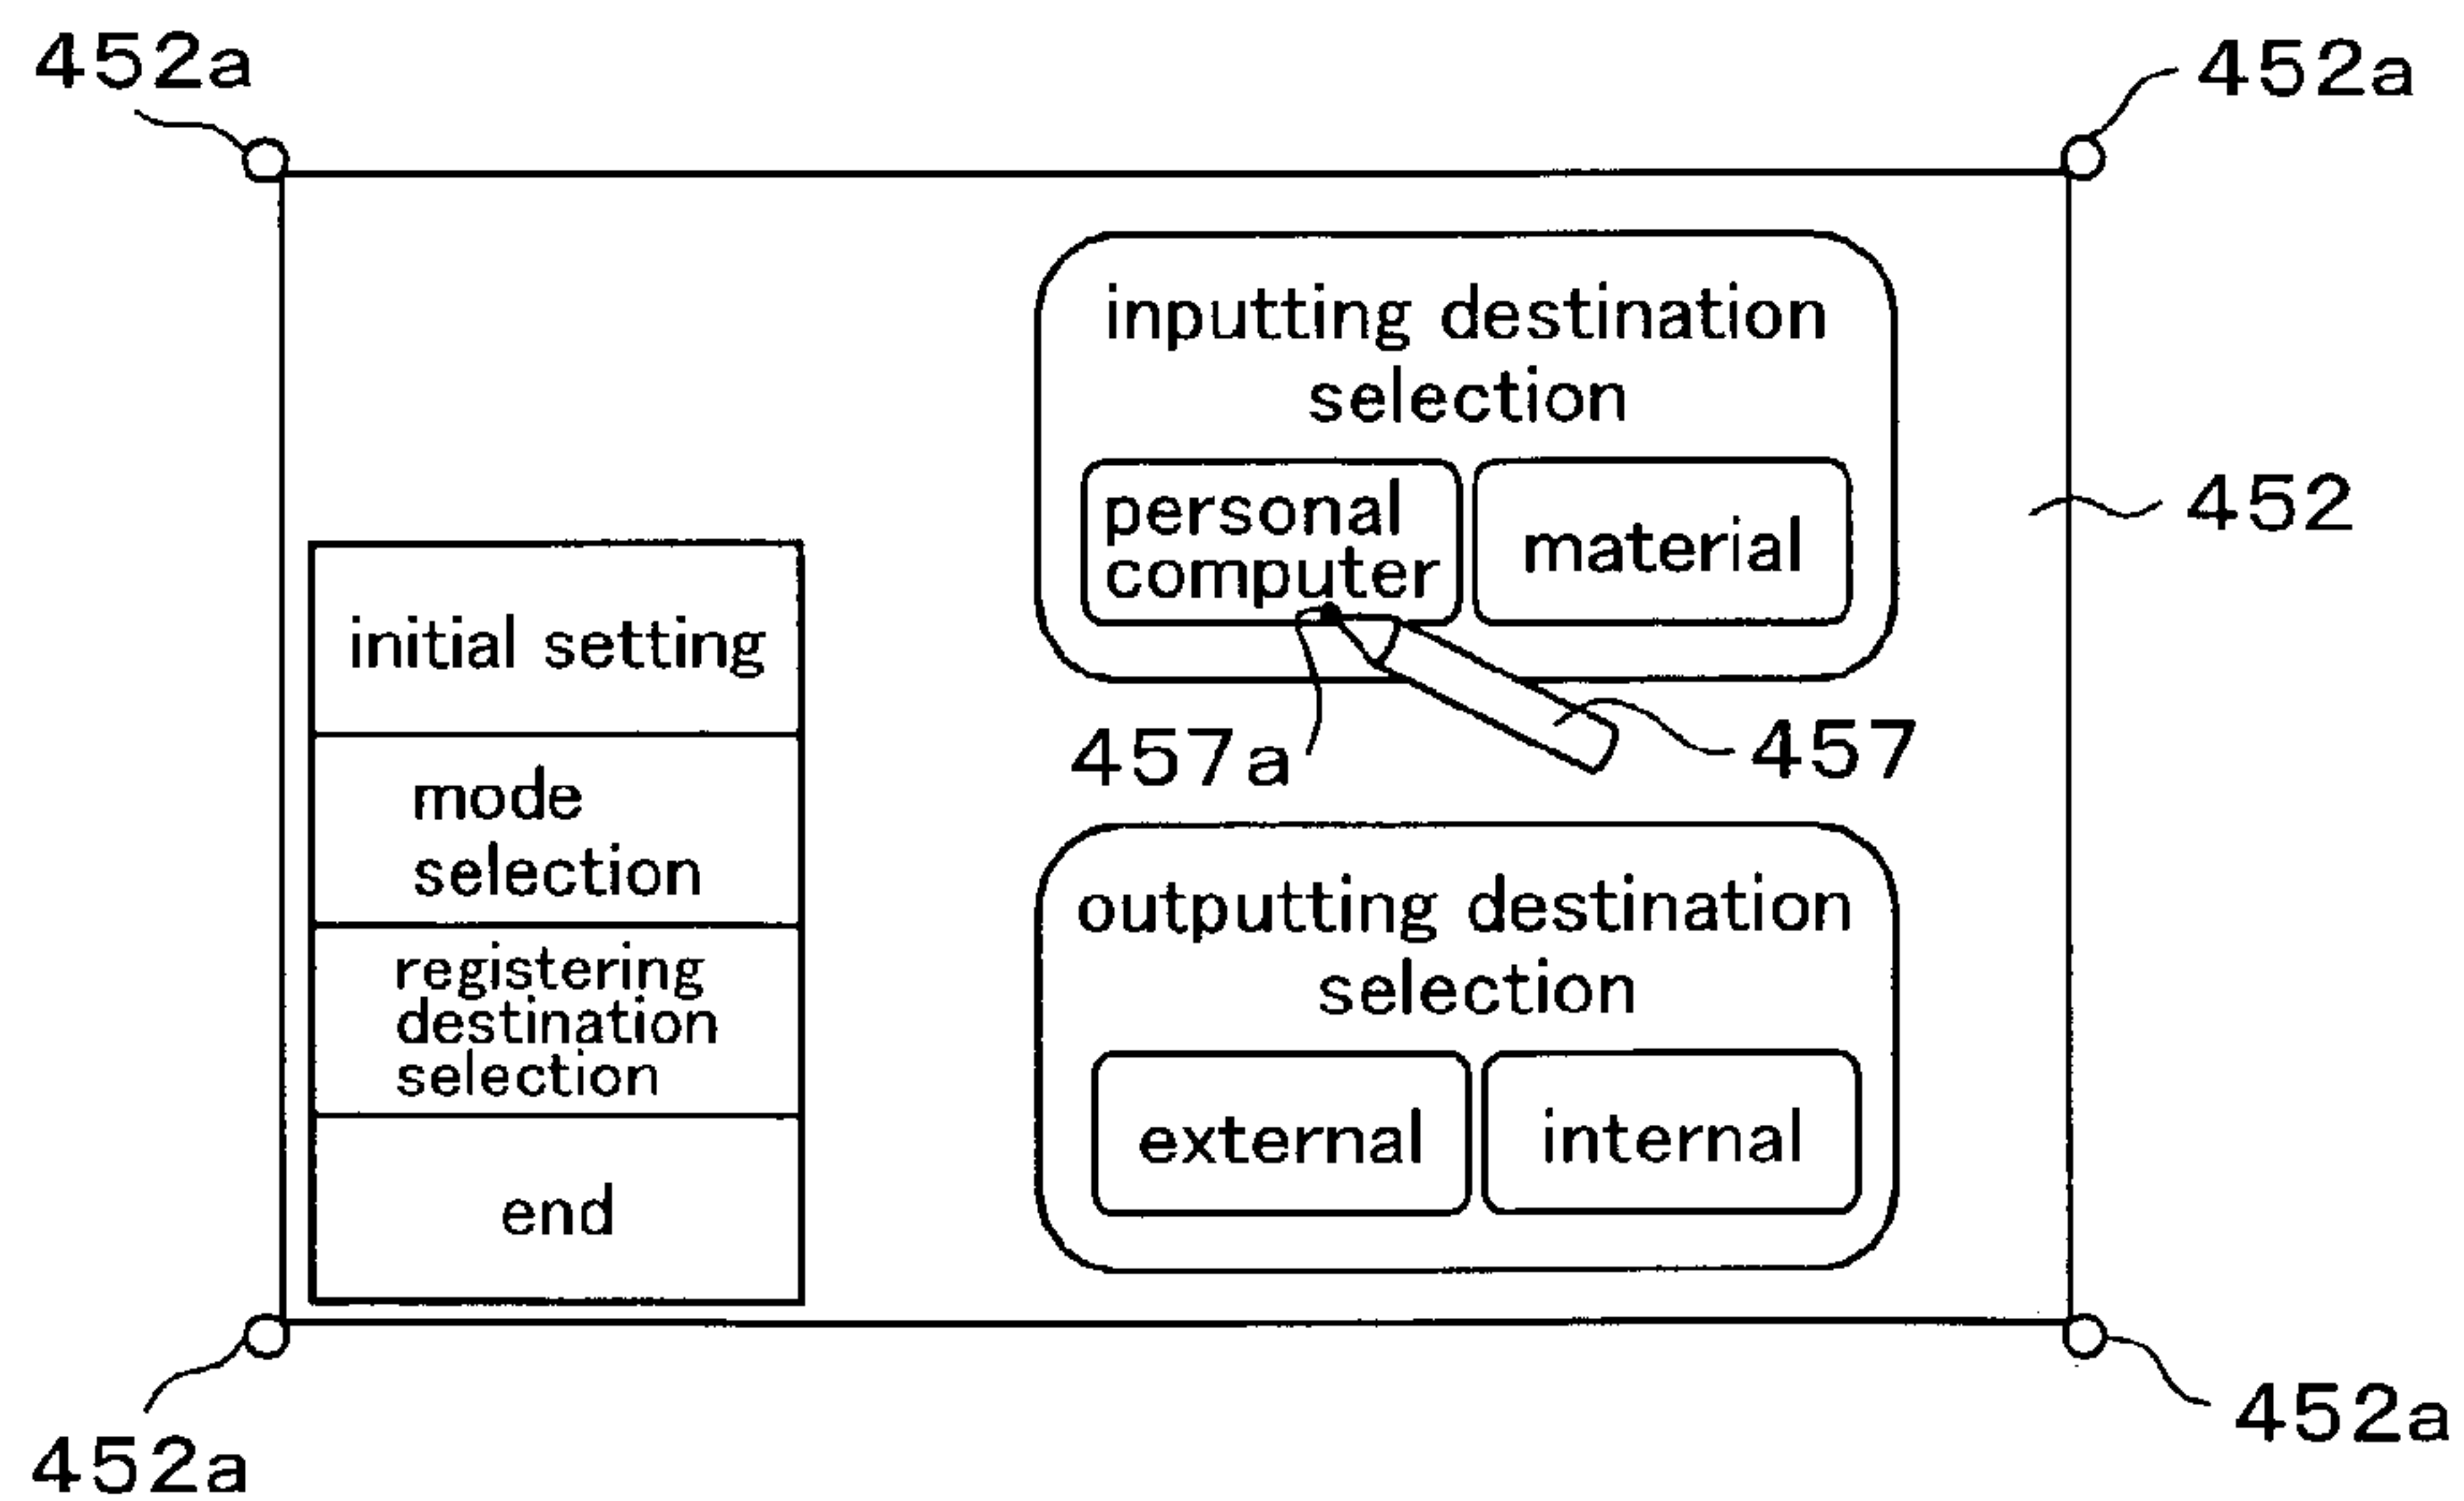 452a
452a
inputting destination
selection
personal
computer
material
452
initial setting
457a
457
mode
selection
outputting destination
selection
registering
destination
selection
external
internal
end
452a
452a